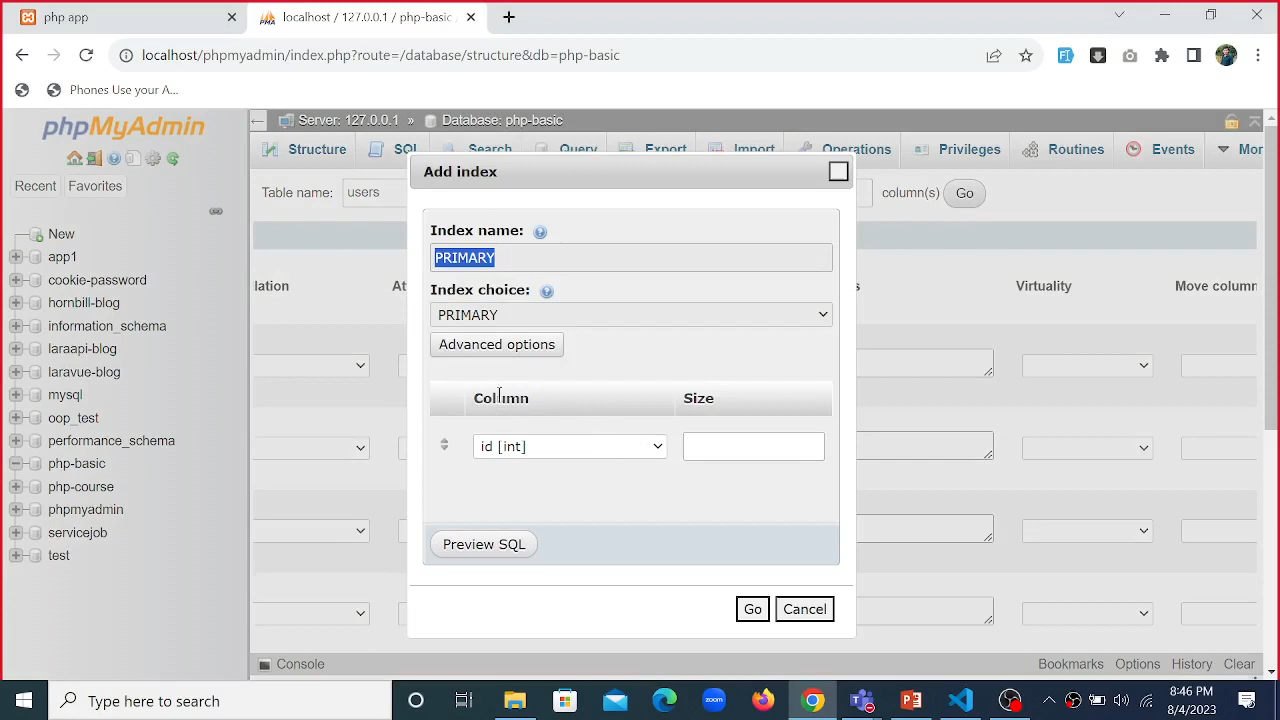 php app
localhost / 127.0.0.1 / php-basic
localhost/phpmyadmin/index.php?route=/database/structure&db=php-basic
Phones Use your A...
phpMyAdmin
Recent
Favorites
New
app1
cookie-password
hornbill-blog
information_schema
laraapi-blog
laravue-blog
mysql
oop_test
performance_schema
php-basic
php-course
phpmyadmin
servicejob
test
Server: 127.0.0.1 » Database: php-basic
Structure
SQL
Search
Query
Export
Import
Operations
Privileges
Routines
Events
Mor
Table name: users
column(s)
Go
lation
At
s
Virtuality
Move column
Add index
Index name:
PRIMARY
Index choice:
PRIMARY
Advanced options
Column
Size
id [int]
Preview SQL
Go
Cancel
Console
Bookmarks
Options
History
Clear
Type here to search
zoom
8:46 PM
8/4/2023